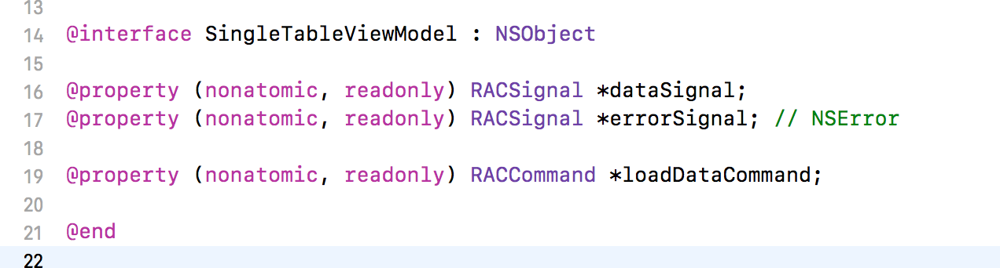 13
14 @interface SingleTableViewModel : NSObject
15
16 @property (nonatomic, readonly) RACSignal *dataSignal;
17 @property (nonatomic, readonly) RACSignal *errorSignal; // NSError
18
19 @property (nonatomic, readonly) RACCommand *loadDataCommand;
20
21 @end
22